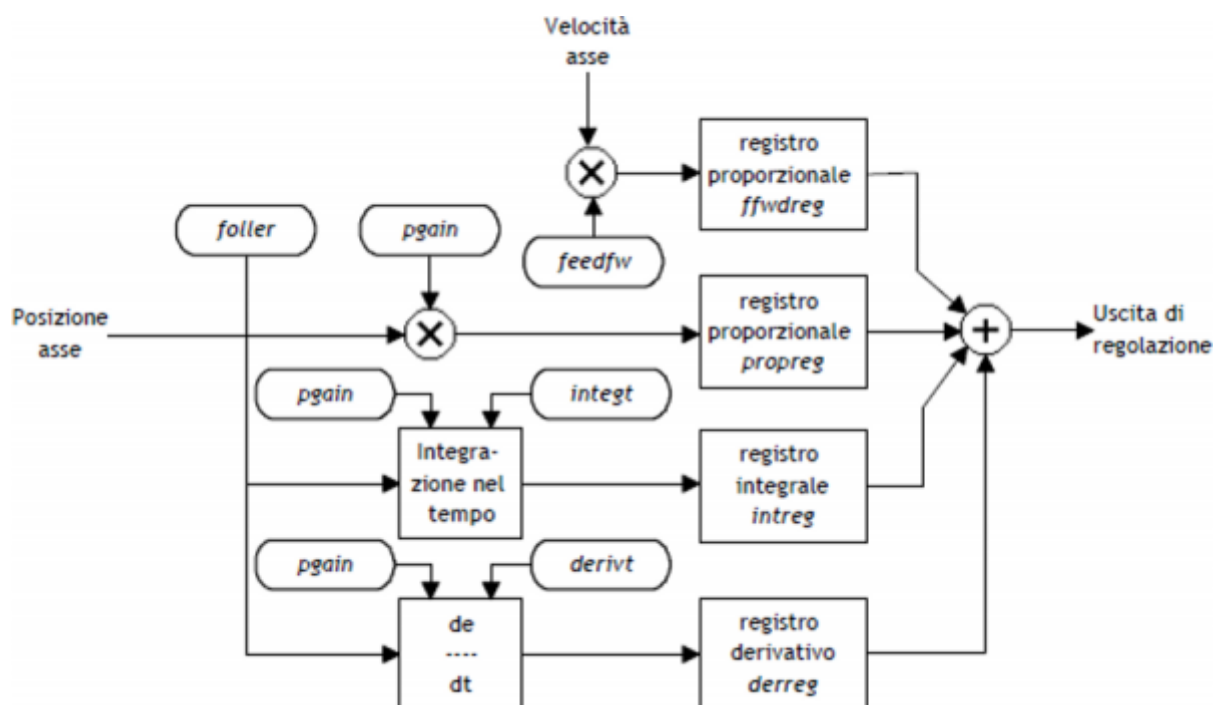 Velocità
asse
registro
proporzionale
ffwdreg
foller
pgain
feedfw
Posizione
asse
registro
proporzionale
propreg
Uscita di
regolazione
pgain
integt
Integra-
zione nel
tempo
registro
integrale
intreg
pgain
derivt
de
----
dt
registro
derivativo
derreg